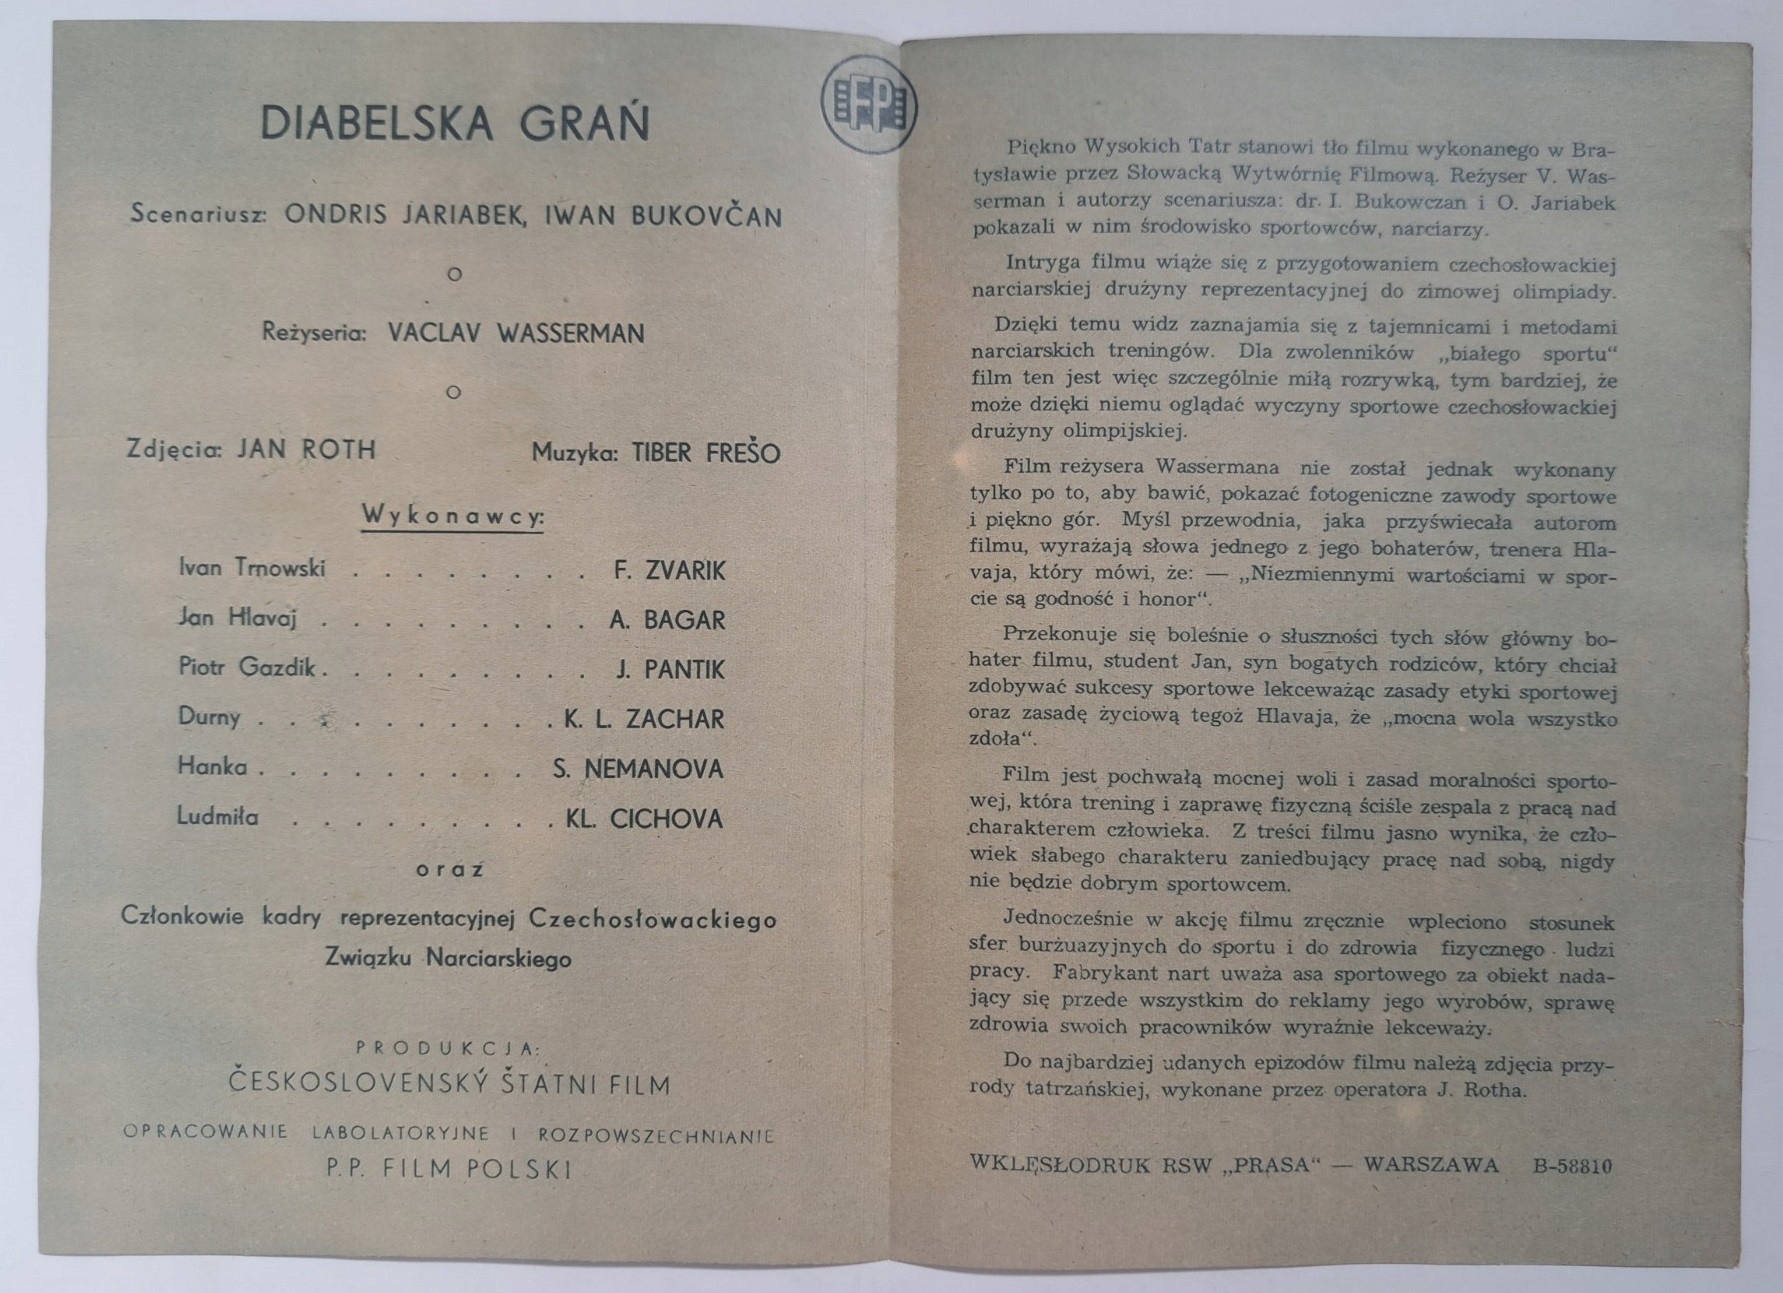 DIABELSKA GRAŃ
Scenariusz: ONDRIS JARIABEK, IWAN BUKOVČAN
Reżyseria: VACLAV WASSERMAN
Zdjęcia: JAN ROTH Muzyka: TIBER FREŠO
Wykonawcy:
Ivan Trnowski . . . . . . . . F. ZVARIK
Jan Hlavaj . . . . . . . . . A. BAGAR
Piotr Gazdik . . . . . . . . . J. PANTIK
Durny . . . . . . . . . . K. L. ZACHAR
Hanka . . . . . . . . . S. NEMANOVA
Ludmiła . . . . . . . . . KL. CICHOVA
oraz
Członkowie kadry reprezentacyjnej Czechosłowackiego
Związku Narciarskiego
PRODUKCJA:
ČESKOSLOVENSKÝ ŠTATNI FILM
OPRACOWANIE LABOLATORYJNE I ROZPOWSZECHNIANIE
P.P. FILM POLSKI
FP
Piękno Wysokich Tatr stanowi tło filmu wykonanego w Bra-
tysławie przez Słowacką Wytwórnię Filmową. Reżyser V. Was-
serman i autorzy scenariusza: dr. I. Bukowczan i O. Jariabek
pokazali w nim środowisko sportowców, narciarzy.
Intryga filmu wiąże się z przygotowaniem czechosłowackiej
narciarskiej drużyny reprezentacyjnej do zimowej olimpiady.
Dzięki temu widz zaznajamia się z tajemnicami i metodami
narciarskich treningów. Dla zwolenników „białego sportu“
film ten jest więc szczególnie miłą rozrywką, tym bardziej, że
może dzięki niemu oglądać wyczyny sportowe czechosłowackiej
drużyny olimpijskiej.
Film reżysera Wassermana nie został jednak wykonany
tylko po to, aby bawić, pokazać fotogeniczne zawody sportowe
i piękno gór. Myśl przewodnia, jaka przyświecała autorom
filmu, wyrażają słowa jednego z jego bohaterów, trenera Hla-
vaja, który mówi, że: — „Niezmiennymi wartościami w spor-
cie są godność i honor“.
Przekonuje się boleśnie o słuszności tych słów główny bo-
hater filmu, student Jan, syn bogatych rodziców, który chciał
zdobywać sukcesy sportowe lekceważąc zasady etyki sportowej
oraz zasadę życiową tegoż Hlavaja, że „mocna wola wszystko
zdoła“.
Film jest pochwałą mocnej woli i zasad moralności sporto-
wej, która trening i zaprawę fizyczną ściśle zespala z pracą nad
charakterem człowieka. Z treści filmu jasno wynika, że czło-
wiek słabego charakteru zaniedbujący pracę nad sobą, nigdy
nie będzie dobrym sportowcem.
Jednocześnie w akcję filmu zręcznie wpleciono stosunek
sfer burżuazyjnych do sportu i do zdrowia fizycznego ludzi
pracy. Fabrykant nart uważa asa sportowego za obiekt nada-
jący się przede wszystkim do reklamy jego wyrobów, sprawę
zdrowia swoich pracowników wyraźnie lekceważy.
Do najbardziej udanych epizodów filmu należą zdjęcia przy-
rody tatrzańskiej, wykonane przez operatora J. Rotha.
WKLĘSŁODRUK RSW „PRASA“ — WARSZAWA B-58810